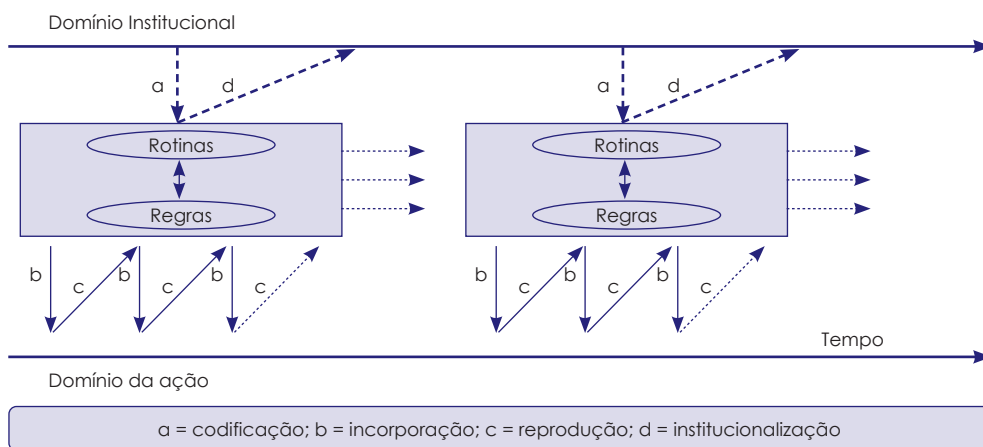 Domínio Institucional
a d a d
Rotinas Rotinas
Regras Regras
b c b c b c b c b c b c
Tempo
Domínio da ação
a = codificação; b = incorporação; c = reprodução; d = institucionalização